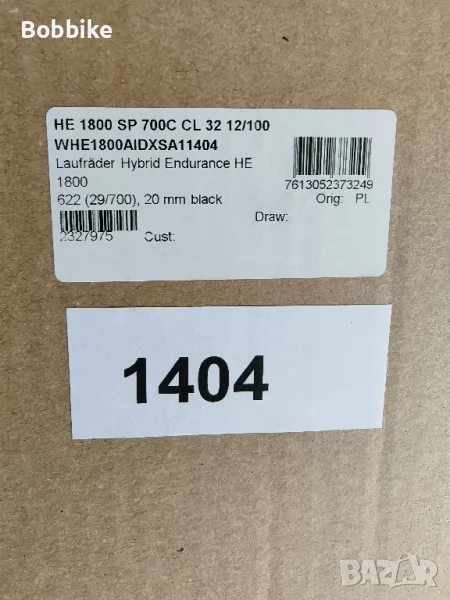 Bobbike
HE 1800 SP 700C CL 32 12/100
WHE1800AIDXSA11404
Laufräder Hybrid Endurance HE
1800
7613052373249
622 (29/700), 20 mm black
Orig: PL
Draw:
2327975
Cust:
1404
BAZAR